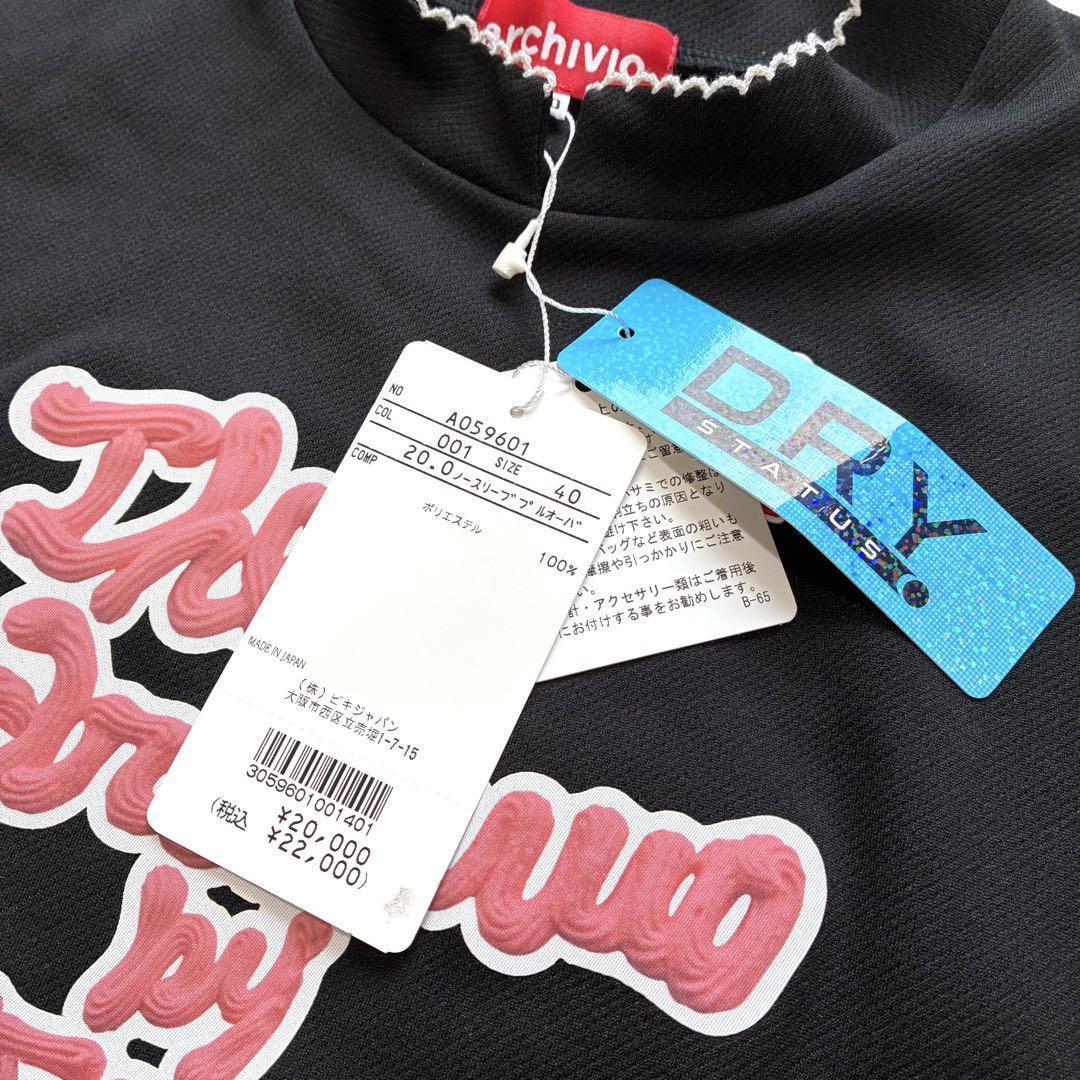 archivio
NO A059601
COL 001 SIZE 40
COMP 20.0ノースリーブプルオーバ
ポリエステル
100%
MADE IN JAPAN
(株)ピキジャパン
大阪市西区立売堀1-7-15
3059601001401
¥20,000
(税込 ¥22,000)
DRY.
STATUS
サミでの修整は
立ちの原因となり
避け下さい。
バッグなど表面の粗いも
摩擦や引っかかりにご注意
い。
計・アクセサリー類はご着用後
にお付けする事をお勧めします。
B-65